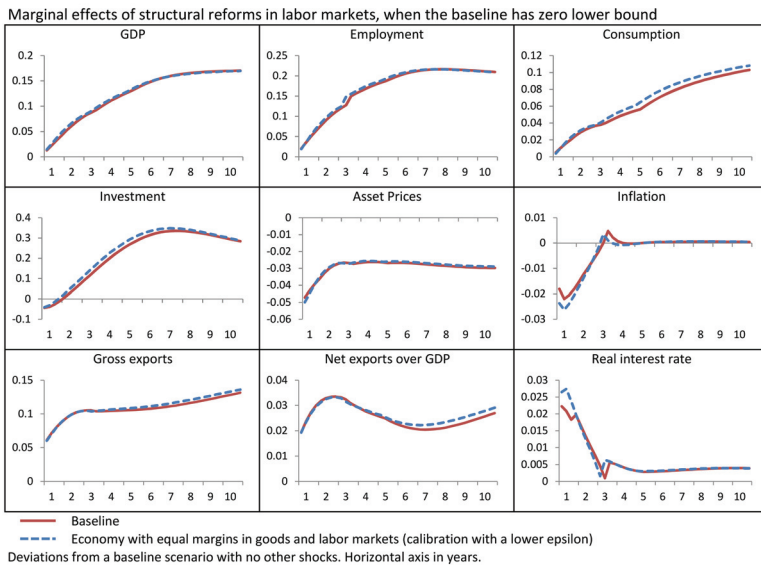 Marginal effects of structural reforms in labor markets, when the baseline has zero lower bound
GDP
0.2
0.15
0.1
0.05
0
1 2 3 4 5 6 7 8 9 10
Employment
0.25
0.2
0.15
0.1
0.05
0
1 2 3 4 5 6 7 8 9 10
Consumption
0.12
0.1
0.08
0.06
0.04
0.02
0
1 2 3 4 5 6 7 8 9 10
Investment
0.4
0.3
0.2
0.1
0
-0.1
1 2 3 4 5 6 7 8 9 10
Asset Prices
0
-0.01
-0.02
-0.03
-0.04
-0.05
-0.06
1 2 3 4 5 6 7 8 9 10
Inflation
0.01
0
-0.01
-0.02
-0.03
1 2 3 4 5 6 7 8 9 10
Gross exports
0.15
0.1
0.05
0
1 2 3 4 5 6 7 8 9 10
Net exports over GDP
0.04
0.03
0.02
0.01
0
1 2 3 4 5 6 7 8 9 10
Real interest rate
0.03
0.025
0.02
0.015
0.01
0.005
0
1 2 3 4 5 6 7 8 9 10
Baseline
Economy with equal margins in goods and labor markets (calibration with a lower epsilon)
Deviations from a baseline scenario with no other shocks. Horizontal axis in years.